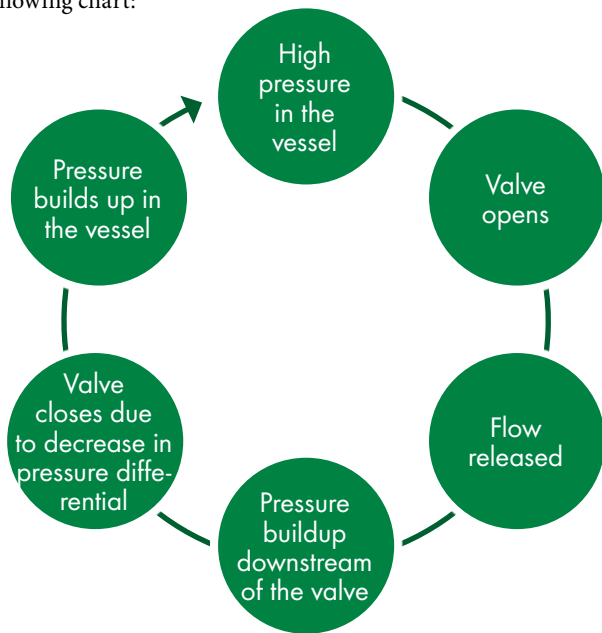 flowing chart:
High
pressure
in the
vessel
Valve
opens
Flow
released
Pressure
buildup
downstream
of the valve
Valve
closes due
to decrease in
pressure diffe-
rential
Pressure
builds up in
the vessel